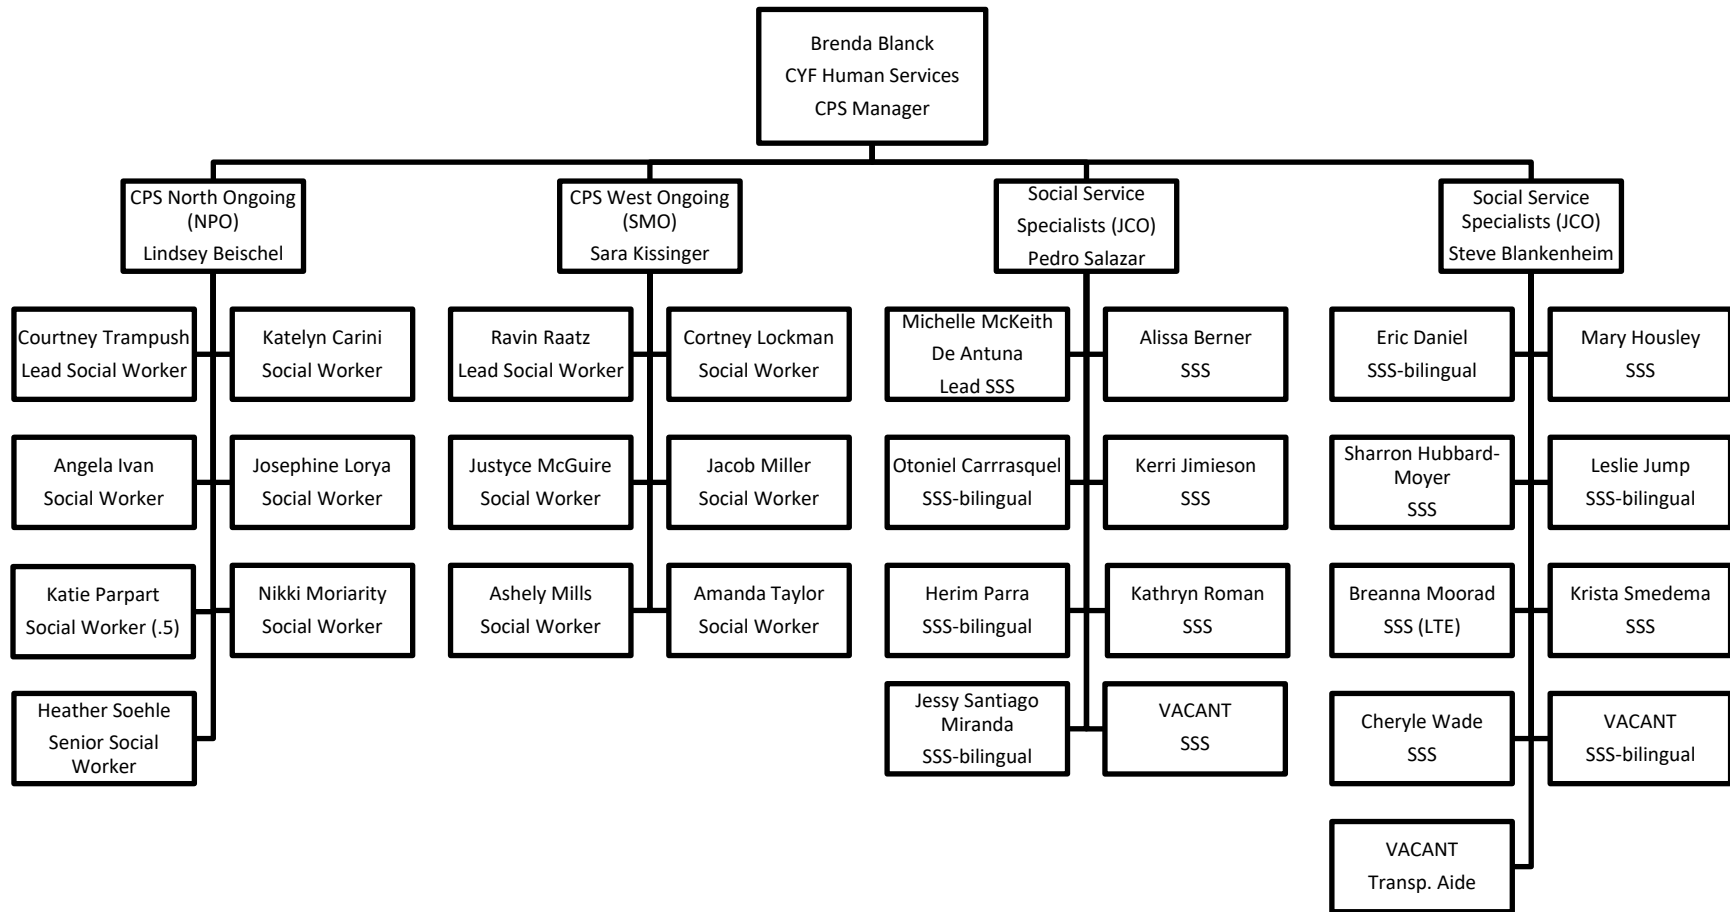 Brenda Blanck
CYF Human Services
CPS Manager
CPS North Ongoing
(NPO)
Lindsey Beischel
CPS West Ongoing
(SMO)
Sara Kissinger
Social Service
Specialists (JCO)
Pedro Salazar
Social Service
Specialists (JCO)
Steve Blankenheim
Courtney Trampush
Lead Social Worker
Katelyn Carini
Social Worker
Ravin Raatz
Lead Social Worker
Cortney Lockman
Social Worker
Michelle McKeith
De Antuna
Lead SSS
Alissa Berner
SSS
Eric Daniel
SSS-bilingual
Mary Housley
SSS
Angela Ivan
Social Worker
Josephine Lorya
Social Worker
Justyce McGuire
Social Worker
Jacob Miller
Social Worker
Otoniel Carrrasquel
SSS-bilingual
Kerri Jimieson
SSS
Sharron Hubbard-
Moyer
SSS
Leslie Jump
SSS-bilingual
Katie Parpart
Social Worker (.5)
Nikki Moriarity
Social Worker
Ashely Mills
Social Worker
Amanda Taylor
Social Worker
Herim Parra
SSS-bilingual
Kathryn Roman
SSS
Breanna Moorad
SSS (LTE)
Krista Smedema
SSS
Heather Soehle
Senior Social
Worker
Jessy Santiago
Miranda
SSS-bilingual
VACANT
SSS
Cheryle Wade
SSS
VACANT
SSS-bilingual
VACANT
Transp. Aide